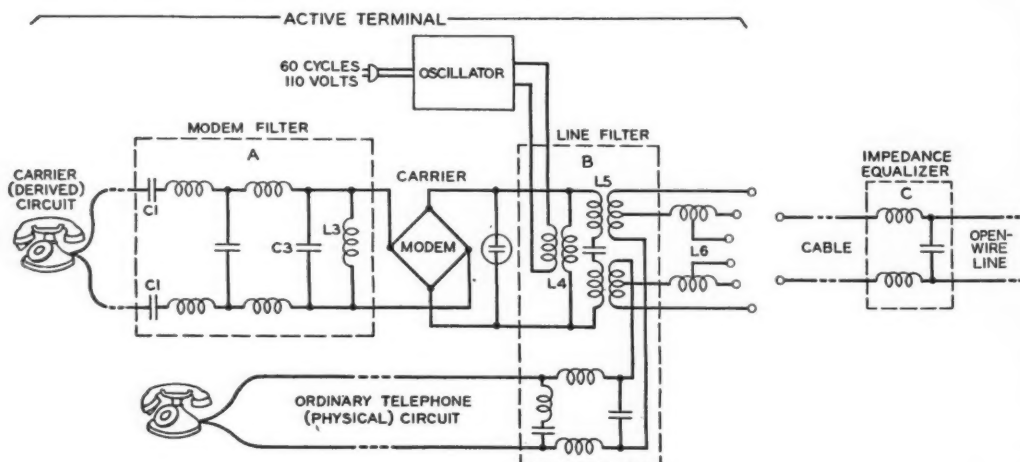 ACTIVE TERMINAL
60 CYCLES
110 VOLTS
OSCILLATOR
MODEM FILTER
A
LINE FILTER
B
CARRIER
(DERIVED)
CIRCUIT
C1
C1
C3
L3
CARRIER
MODEM
L4
L5
L6
IMPEDANCE
EQUALIZER
C
CABLE
OPEN-
WIRE
LINE
ORDINARY TELEPHONE
(PHYSICAL) CIRCUIT